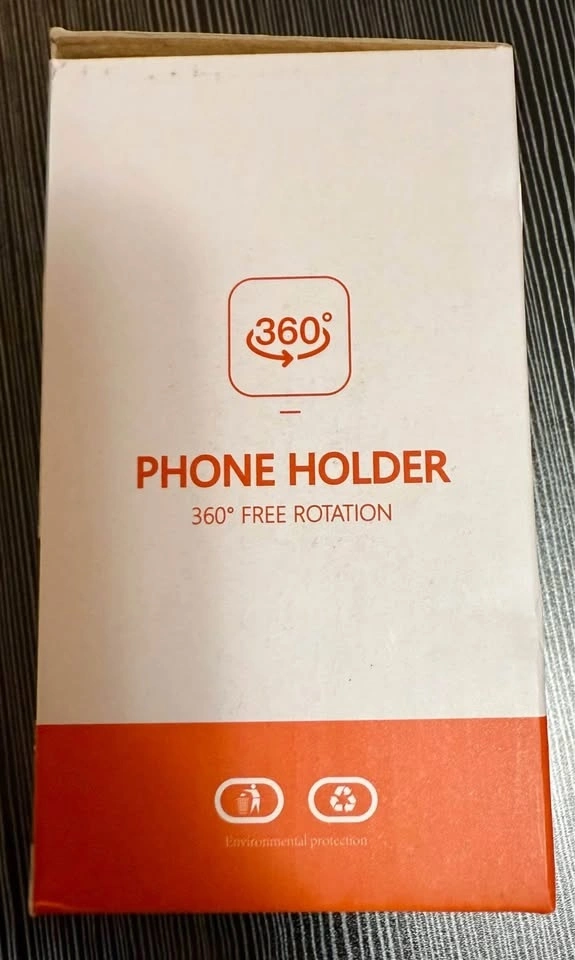 360°
PHONE HOLDER
360° FREE ROTATION
Environmental protection